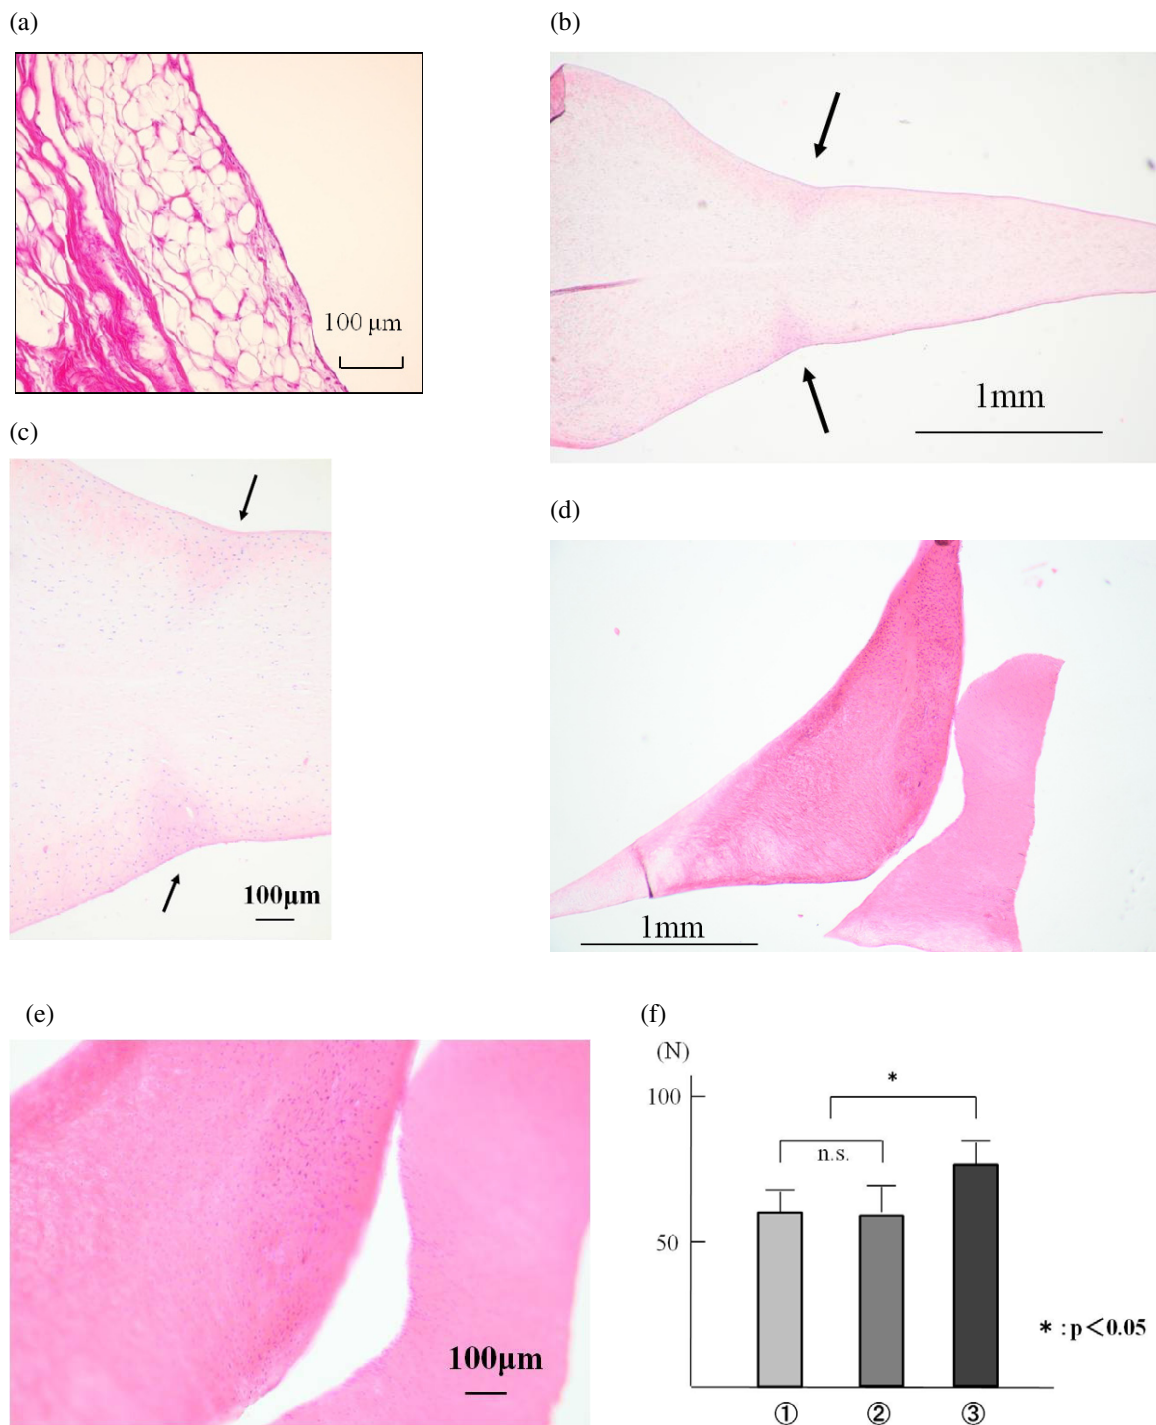 (a)
(b)
100 μm
1mm
(c)
(d)
100μm
1mm
(e)
(f)
(N)
*
100
n.s.
50
100μm
* : p＜0.05
① ② ③